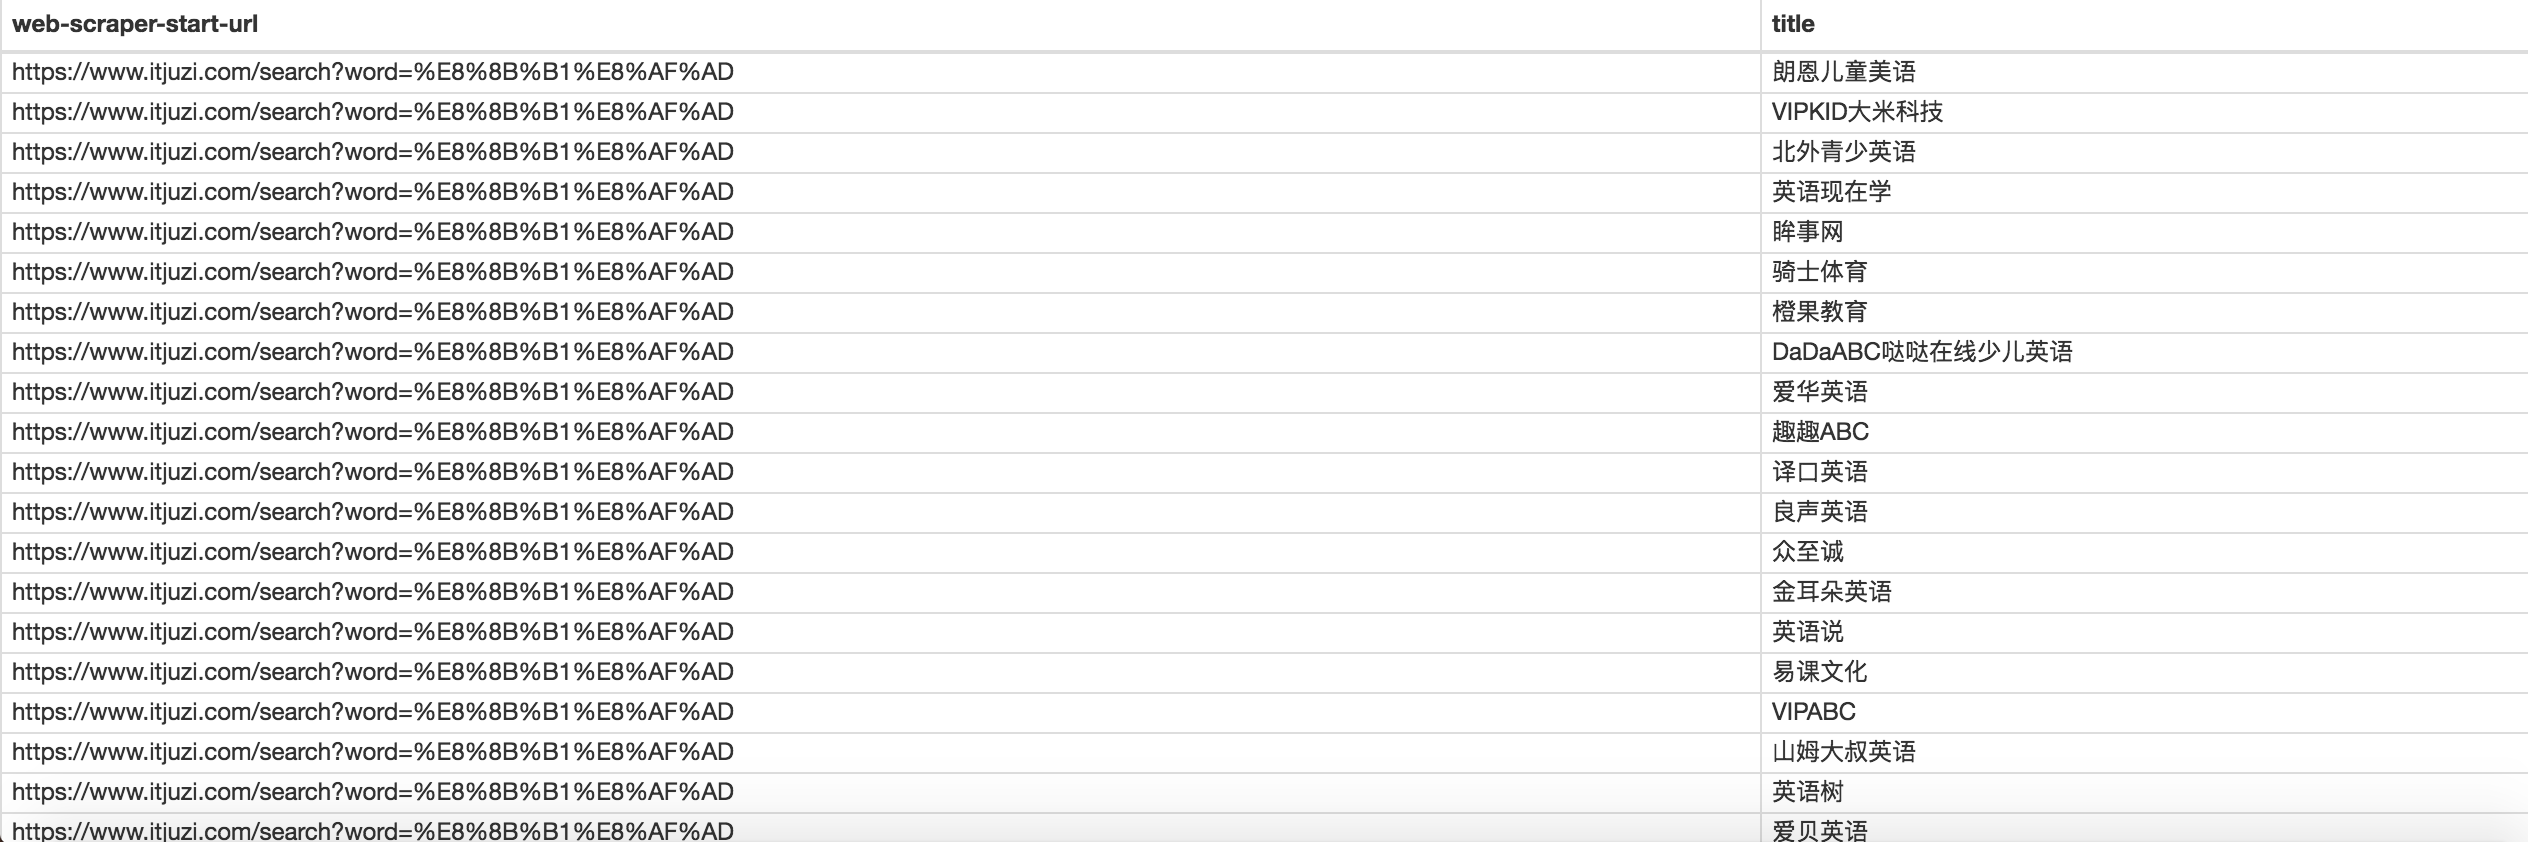 web-scraper-start-url title
https://www.itjuzi.com/search?word=%E8%8B%B1%E8%AF%AD 朗恩儿童美语
https://www.itjuzi.com/search?word=%E8%8B%B1%E8%AF%AD VIPKID大米科技
https://www.itjuzi.com/search?word=%E8%8B%B1%E8%AF%AD 北外青少英语
https://www.itjuzi.com/search?word=%E8%8B%B1%E8%AF%AD 英语现在学
https://www.itjuzi.com/search?word=%E8%8B%B1%E8%AF%AD 眸事网
https://www.itjuzi.com/search?word=%E8%8B%B1%E8%AF%AD 骑士体育
https://www.itjuzi.com/search?word=%E8%8B%B1%E8%AF%AD 橙果教育
https://www.itjuzi.com/search?word=%E8%8B%B1%E8%AF%AD DaDaABC哒哒在线少儿英语
https://www.itjuzi.com/search?word=%E8%8B%B1%E8%AF%AD 爱华英语
https://www.itjuzi.com/search?word=%E8%8B%B1%E8%AF%AD 趣趣ABC
https://www.itjuzi.com/search?word=%E8%8B%B1%E8%AF%AD 译口英语
https://www.itjuzi.com/search?word=%E8%8B%B1%E8%AF%AD 良声英语
https://www.itjuzi.com/search?word=%E8%8B%B1%E8%AF%AD 众至诚
https://www.itjuzi.com/search?word=%E8%8B%B1%E8%AF%AD 金耳朵英语
https://www.itjuzi.com/search?word=%E8%8B%B1%E8%AF%AD 英语说
https://www.itjuzi.com/search?word=%E8%8B%B1%E8%AF%AD 易课文化
https://www.itjuzi.com/search?word=%E8%8B%B1%E8%AF%AD VIPABC
https://www.itjuzi.com/search?word=%E8%8B%B1%E8%AF%AD 山姆大叔英语
https://www.itjuzi.com/search?word=%E8%8B%B1%E8%AF%AD 英语树
https://www.itjuzi.com/search?word=%E8%8B%B1%E8%AF%AD 爱贝英语